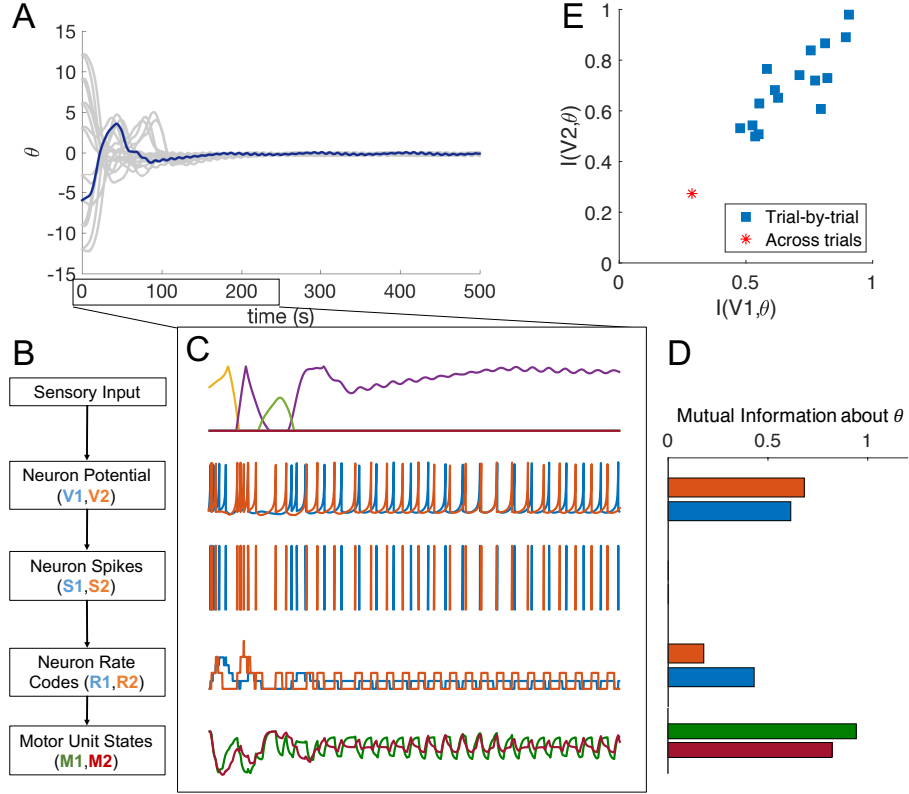 A
θ
15
10
5
0
-5
-10
-15
0 100 200 300 400 500
time (s)
E
I(V2,θ)
1
0.8
0.6
0.4
0.2
0
0 0.5 1
I(V1,θ)
Trial-by-trial
Across trials
B
Sensory Input
Neuron Potential
(V1,V2)
Neuron Spikes
(S1,S2)
Neuron Rate
Codes (R1,R2)
Motor Unit States
(M1,M2)
C
D
Mutual Information about θ
0 0.5 1